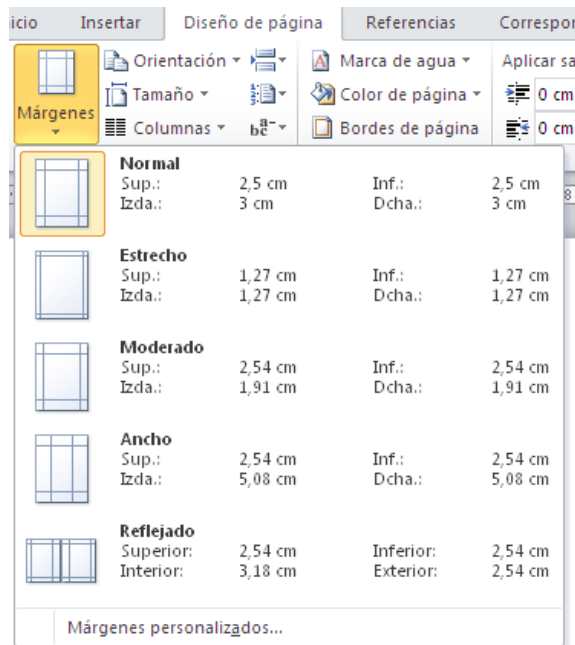 icio Insertar Diseño de página Referencias Correspon
Orientación Marca de agua Aplicar sa
Márgenes Tamaño Color de página 0 cm
Columnas Bordes de página 0 cm
Normal
Sup.: 2,5 cm Inf.: 2,5 cm
Izda.: 3 cm Dcha.: 3 cm
8
Estrecho
Sup.: 1,27 cm Inf.: 1,27 cm
Izda.: 1,27 cm Dcha.: 1,27 cm
Moderado
Sup.: 2,54 cm Inf.: 2,54 cm
Izda.: 1,91 cm Dcha.: 1,91 cm
Ancho
Sup.: 2,54 cm Inf.: 2,54 cm
Izda.: 5,08 cm Dcha.: 5,08 cm
Reflejado
Superior: 2,54 cm Inferior: 2,54 cm
Interior: 3,18 cm Exterior: 2,54 cm
Márgenes personalizados...